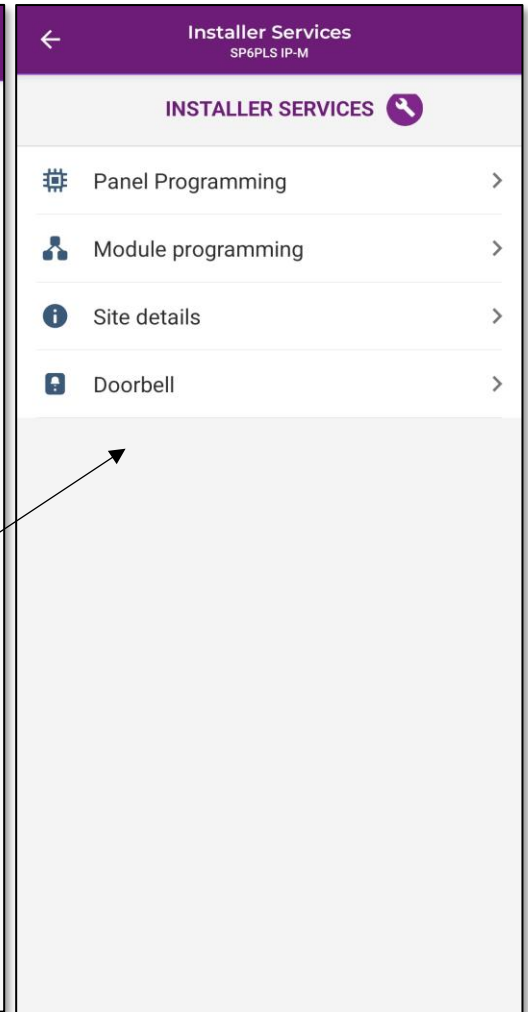 Installer Services
SP6PLS IP-M
INSTALLER SERVICES
Panel Programming
Module programming
Site details
Doorbell